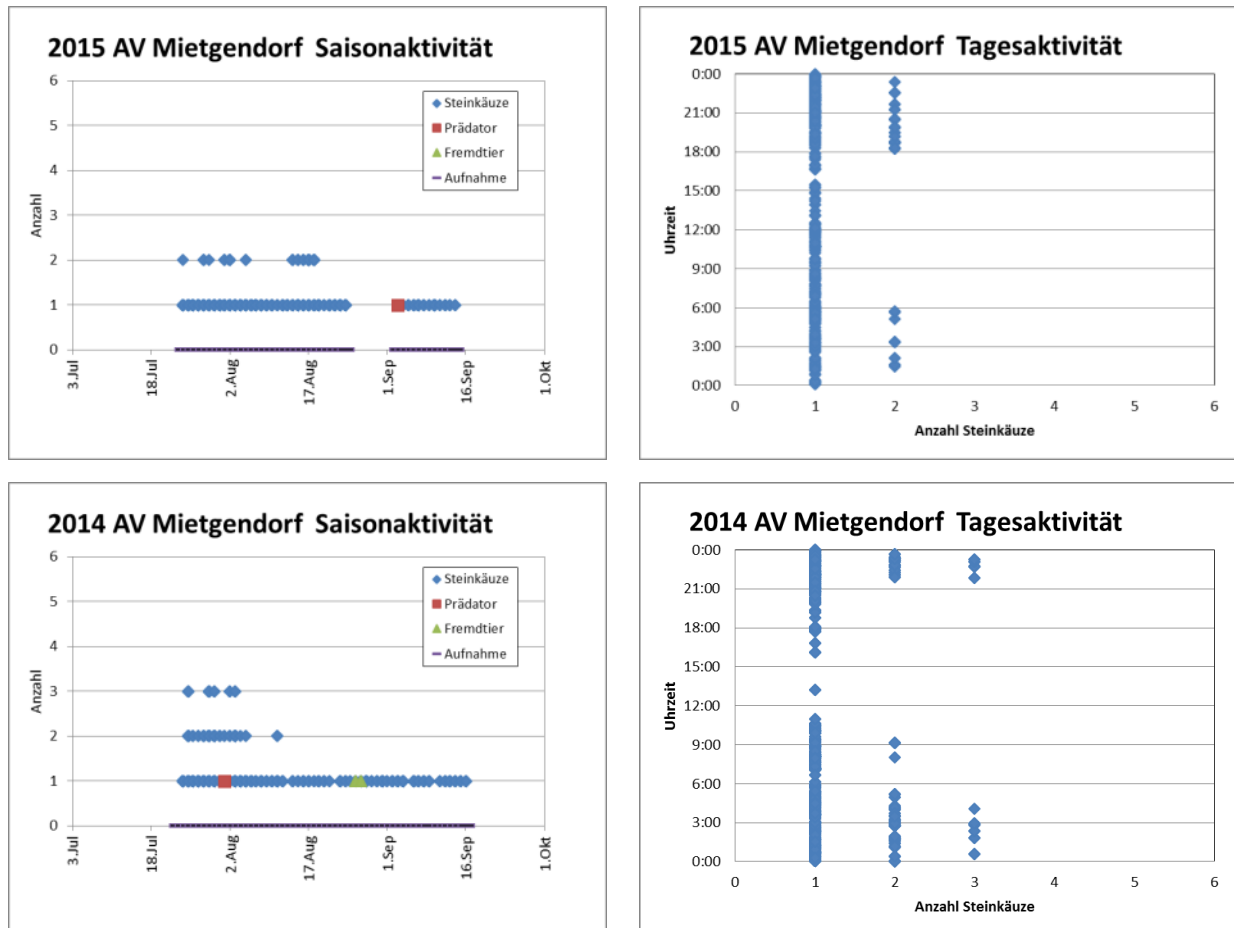 2015 AV Mietgendorf Saisonaktivität
6
5
4
3
2
1
0
Anzahl
Steinkäuze
Prädator
Fremdtier
Aufnahme
3.Jul
18.Jul
2.Aug
17.Aug
1.Sep
16.Sep
1.Okt
2015 AV Mietgendorf Tagesaktivität
0:00
21:00
18:00
15:00
12:00
9:00
6:00
3:00
0:00
Uhrzeit
0 1 2 3 4 5 6
Anzahl Steinkäuze
2014 AV Mietgendorf Saisonaktivität
6
5
4
3
2
1
0
Anzahl
Steinkäuze
Prädator
Fremdtier
Aufnahme
3.Jul
18.Jul
2.Aug
17.Aug
1.Sep
16.Sep
1.Okt
2014 AV Mietgendorf Tagesaktivität
0:00
21:00
18:00
15:00
12:00
9:00
6:00
3:00
0:00
Uhrzeit
0 1 2 3 4 5 6
Anzahl Steinkäuze